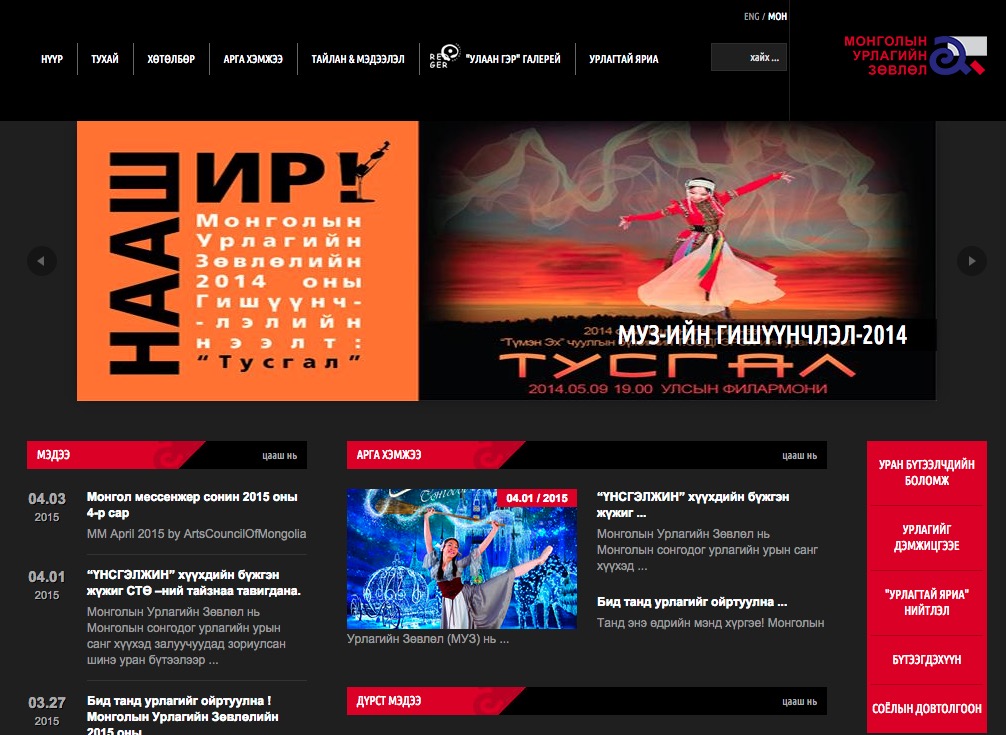 ENG / МОН
НҮҮР
ТУХАЙ
ХӨТӨЛБӨР
АРГА ХЭМЖЭЭ
ТАЙЛАН & МЭДЭЭЛЭЛ
RED
GER
"УЛААН ГЭР" ГАЛЕРЕЙ
УРЛАГТАЙ ЯРИА
хайх ...
МОНГОЛЫН
УРЛАГИЙН
ЗӨВЛӨЛ
НААШ
ИР!
Монголын
Урлагийн
Зөвлөлийн
2014 оны
Гишүүнч-
-лэлийн
нээлт:
“Тусгал”
МУЗ-ИЙН ГИШҮҮНЧЛЭЛ-2014
2014
“Түмэн Эх” чуулгын
ТУСГАЛ
2014.05.09 19.00 УЛСЫН ФИЛАРМОНИ
МЭДЭЭ
цааш нь
04.03
2015
Монгол мессенжер сонин 2015 оны
4-р сар
MM April 2015 by ArtsCouncilOfMongolia
04.01
2015
“ҮНСГЭЛЖИН” хүүхдийн бүжгэн
жүжиг СТӨ –ний тайзнаа тавигдана.
Монголын Урлагийн Зөвлөл нь
Монголын сонгодог урлагийн урын
санг хүүхэд залуучуудад зориулсан
шинэ уран бүтээлээр ...
03.27
2015
Бид танд урлагийг ойртуулна !
Монголын Урлагийн Зөвлөлийн
2015 оны
АРГА ХЭМЖЭЭ
цааш нь
04.01 / 2015
Урлагийн Зөвлөл (МУЗ) нь ...
“ҮНСГЭЛЖИН” хүүхдийн бүжгэн
жүжиг ...
Монголын Урлагийн Зөвлөл нь
Монголын сонгодог урлагийн урын санг
хүүхэд ...
Бид танд урлагийг ойртуулна ...
Танд энэ өдрийн мэнд хүргэе! Монголын
ДҮРСТ МЭДЭЭ
цааш нь
УРАН БҮТЭЭЛЧДИЙН
БОЛОМЖ
УРЛАГИЙГ
ДЭМЖИЦГЭЭЕ
"УРЛАГТАЙ ЯРИА"
НИЙТЛЭЛ
БҮТЭЭГДЭХҮҮН
СОЁЛЫН ДОВТОЛГООН